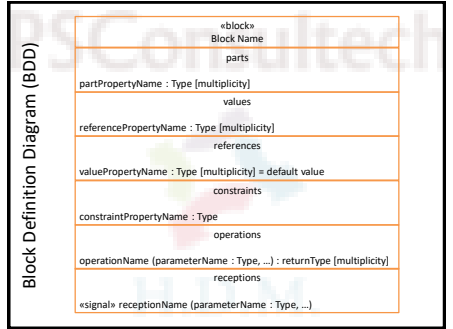 PSConsultech
Block Definition Diagram (BDD)
«block»
Block Name
parts
partPropertyName : Type [multiplicity]
values
referencePropertyName : Type [multiplicity]
references
valuePropertyName : Type [multiplicity] = default value
constraints
constraintPropertyName : Type
operations
operationName (parameterName : Type, …) : returnType [multiplicity]
receptions
«signal» receptionName (parameterName : Type, …)